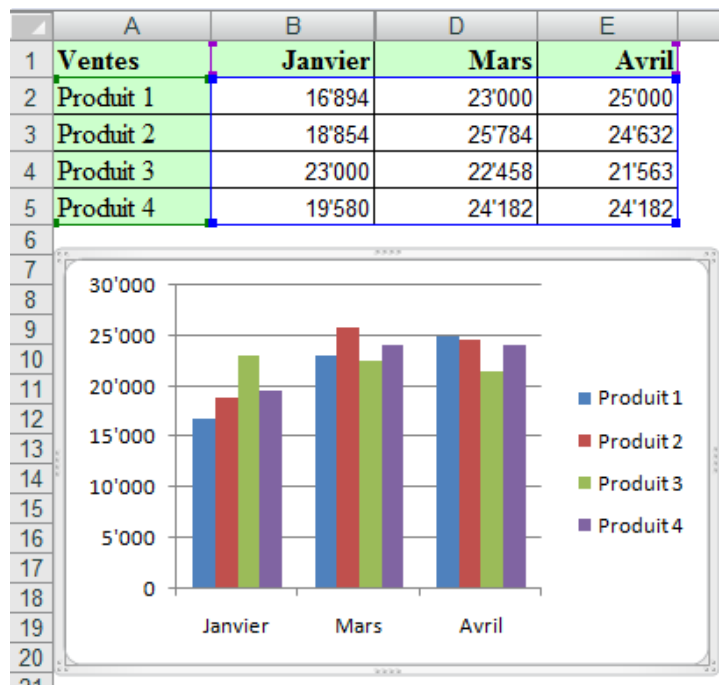 A B D E
1 Ventes Janvier Mars Avril
2 Produit 1 16'894 23'000 25'000
3 Produit 2 18'854 25'784 24'632
4 Produit 3 23'000 22'458 21'563
5 Produit 4 19'580 24'182 24'182
6
7
8
9
10
11
12
13
14
15
16
17
18
19
20
21
30'000
25'000
20'000
15'000
10'000
5'000
0
Janvier Mars Avril
Produit 1
Produit 2
Produit 3
Produit 4